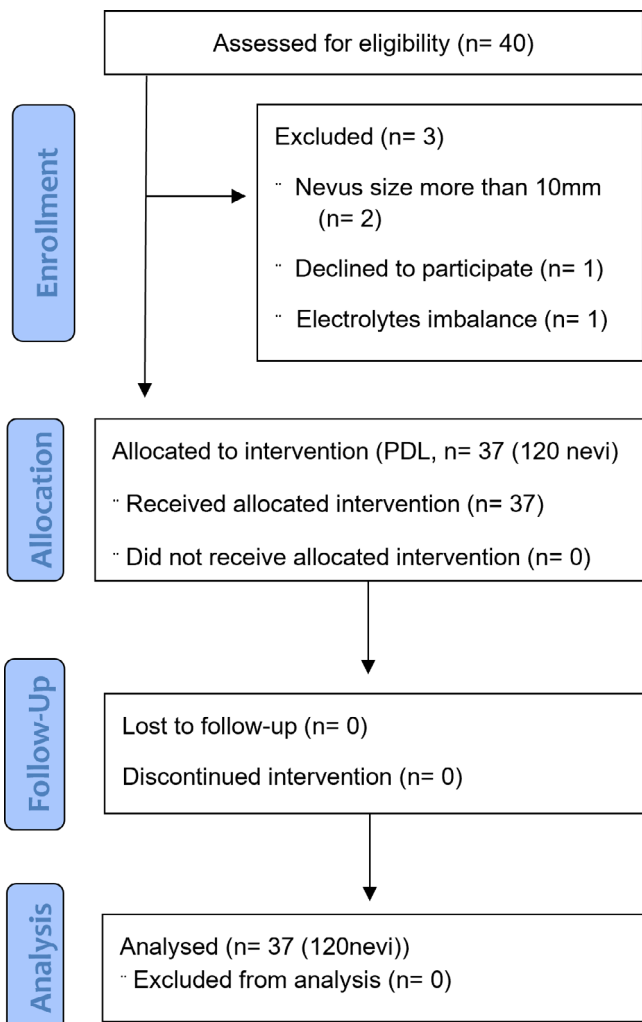 Assessed for eligibility (n= 40)
Enrollment
Excluded (n= 3)
¨ Nevus size more than 10mm
(n= 2)
¨ Declined to participate (n= 1)
¨ Electrolytes imbalance (n= 1)
Allocation
Allocated to intervention (PDL, n= 37 (120 nevi)
¨ Received allocated intervention (n= 37)
¨ Did not receive allocated intervention (n= 0)
Follow-Up
Lost to follow-up (n= 0)
Discontinued intervention (n= 0)
Analysis
Analysed (n= 37 (120nevi))
¨ Excluded from analysis (n= 0)